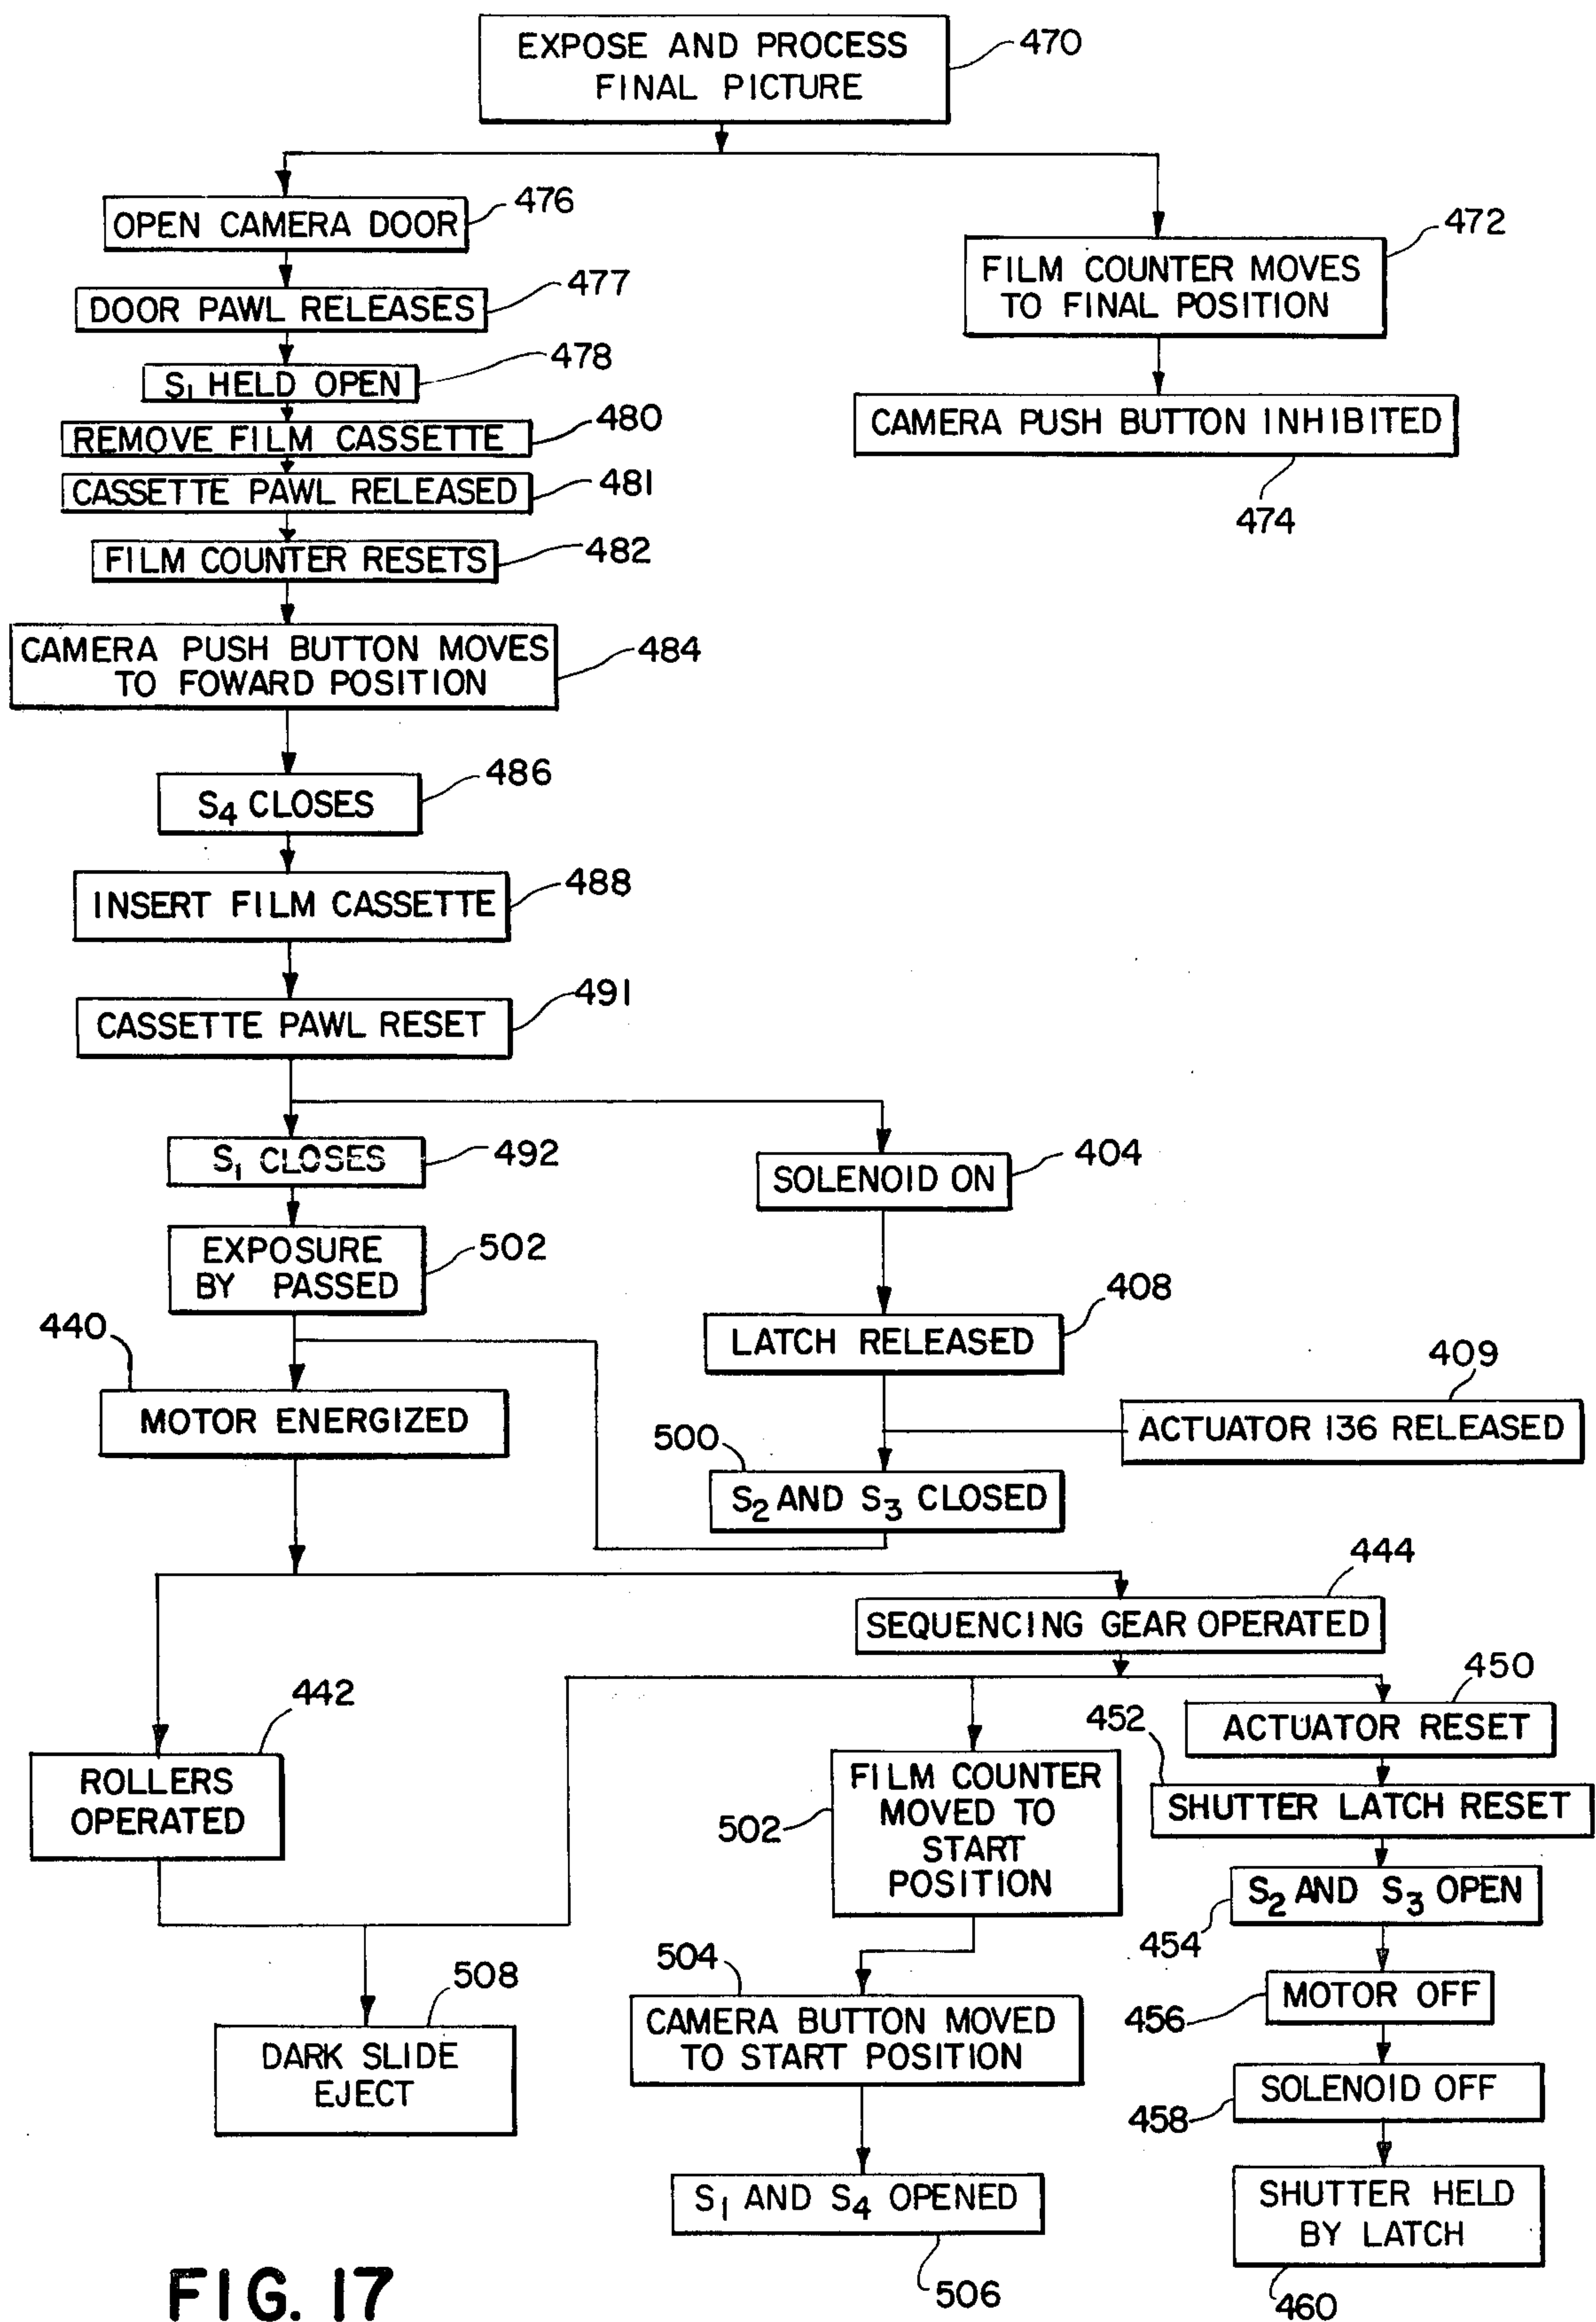 EXPOSE AND PROCESS
FINAL PICTURE
470
OPEN CAMERA DOOR
476
FILM COUNTER MOVES
TO FINAL POSITION
472
DOOR PAWL RELEASES
477
S1 HELD OPEN
478
CAMERA PUSH BUTTON INHIBITED
474
REMOVE FILM CASSETTE
480
CASSETTE PAWL RELEASED
481
FILM COUNTER RESETS
482
CAMERA PUSH BUTTON MOVES
TO FOWARD POSITION
484
S4 CLOSES
486
INSERT FILM CASSETTE
488
CASSETTE PAWL RESET
491
S1 CLOSES
492
SOLENOID ON
404
EXPOSURE
BY PASSED
502
LATCH RELEASED
408
440
MOTOR ENERGIZED
409
ACTUATOR 136 RELEASED
500
S2 AND S3 CLOSED
444
SEQUENCING GEAR OPERATED
442
ROLLERS
OPERATED
450
ACTUATOR RESET
452
SHUTTER LATCH RESET
FILM COUNTER
MOVED TO
START
POSITION
502
S2 AND S3 OPEN
454
504
CAMERA BUTTON MOVED
TO START POSITION
MOTOR OFF
456
508
DARK SLIDE
EJECT
SOLENOID OFF
458
S1 AND S4 OPENED
506
SHUTTER HELD
BY LATCH
460
FIG. 17